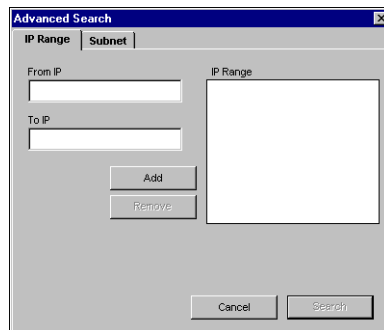 Advanced Search
IP Range Subnet
From IP
IP Range
To IP
Add
Remove
Cancel Search